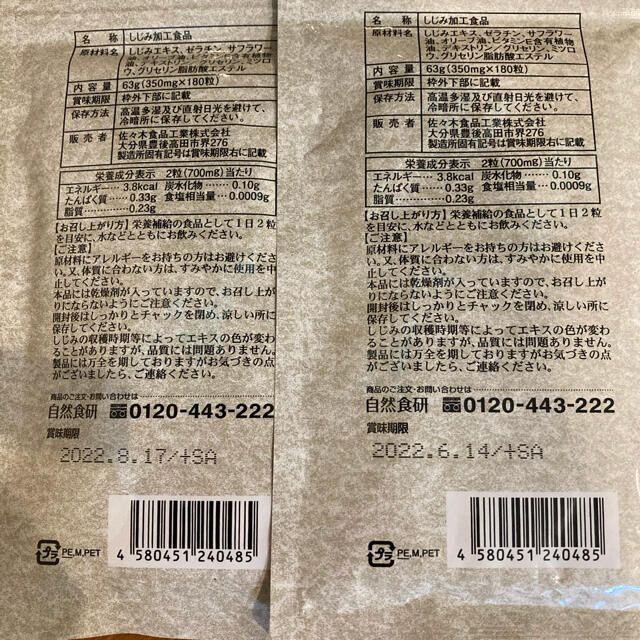 名　称 しじみ加工食品
原材料名 しじみエキス、ゼラチン、サフラワー
油、オリーブ油、ビタミンE含有植物
油、デキストリン／グリセリン、ミツロ
ウ、グリセリン脂肪酸エステル
内容量 63g(350mg×180粒)
賞味期限 枠外下部に記載
保存方法 高温多湿及び直射日光を避けて、
冷暗所に保存してください。
販売者 佐々木食品工業株式会社
大分県豊後高田市界276
製造所固有記号は賞味期限右に記載
栄養成分表示　2粒(700mg)当たり
エネルギー…3.8kcal 炭水化物……0.10g
たんぱく質……0.33g 食塩相当量…0.0009g
脂質……………0.23g
【お召し上がり方】栄養補給の食品として1日2粒
を目安に、水などとともにお飲みください。
【ご注意】
原材料にアレルギーをお持ちの方はお避けくださ
い。又、体質に合わない方は、すみやかに使用を中
止してください。
本品には乾燥剤が入っていますので、お召し上が
りにならないようにご注意ください。
開封後はしっかりとチャックを閉め、涼しい所に
保存してください。
しじみの収穫時期等によってエキスの色が変わ
ることがありますが、品質には問題ありません。
製品には万全を期しておりますがお気づきの点
がございましたら、ご連絡ください。
商品のご注文・お問い合わせは
自然食研 0120-443-222
賞味期限
2022.8.17/+SA
プラ PE,M,PET
4 580451 240485
名　称 しじみ加工食品
原材料名 しじみエキス、ゼラチン、サフラワー
油、オリーブ油、ビタミンE含有植物
油、デキストリン／グリセリン、ミツロ
ウ、グリセリン脂肪酸エステル
内容量 63g(350mg×180粒)
賞味期限 枠外下部に記載
保存方法 高温多湿及び直射日光を避けて、
冷暗所に保存してください。
販売者 佐々木食品工業株式会社
大分県豊後高田市界276
製造所固有記号は賞味期限右に記載
栄養成分表示　2粒(700mg)当たり
エネルギー…3.8kcal 炭水化物……0.10g
たんぱく質……0.33g 食塩相当量…0.0009g
脂質……………0.23g
【お召し上がり方】栄養補給の食品として1日2粒
を目安に、水などとともにお飲みください。
【ご注意】
原材料にアレルギーをお持ちの方はお避けくださ
い。又、体質に合わない方は、すみやかに使用を中
止してください。
本品には乾燥剤が入っていますので、お召し上が
りにならないようにご注意ください。
開封後はしっかりとチャックを閉め、涼しい所に
保存してください。
しじみの収穫時期等によってエキスの色が変わ
ることがありますが、品質には問題ありません。
製品には万全を期しておりますがお気づきの点
がございましたら、ご連絡ください。
商品のご注文・お問い合わせは
自然食研 0120-443-222
賞味期限
2022.6.14/+SA
プラ PE,M,PET
4 580451 240485